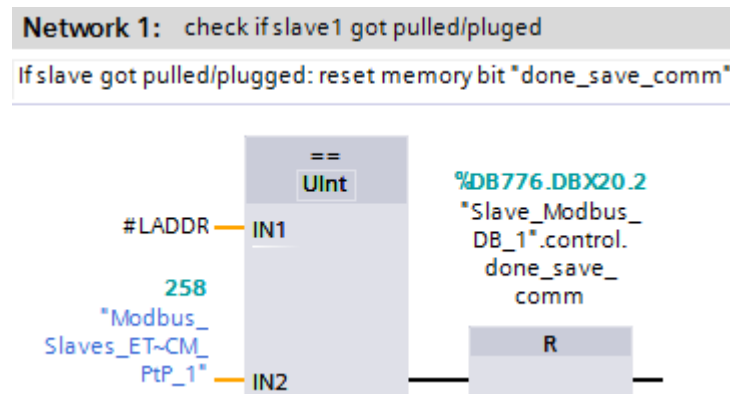 Network 1: check if slave1 got pulled/pluged
If slave got pulled/plugged: reset memory bit "done_save_comm"
==
UInt
%DB776.DBX20.2
"Slave_Modbus_
DB_1".control.
done_save_
comm
#LADDR
IN1
258
"Modbus_
Slaves_ET~CM_
PtP_1"
IN2
R